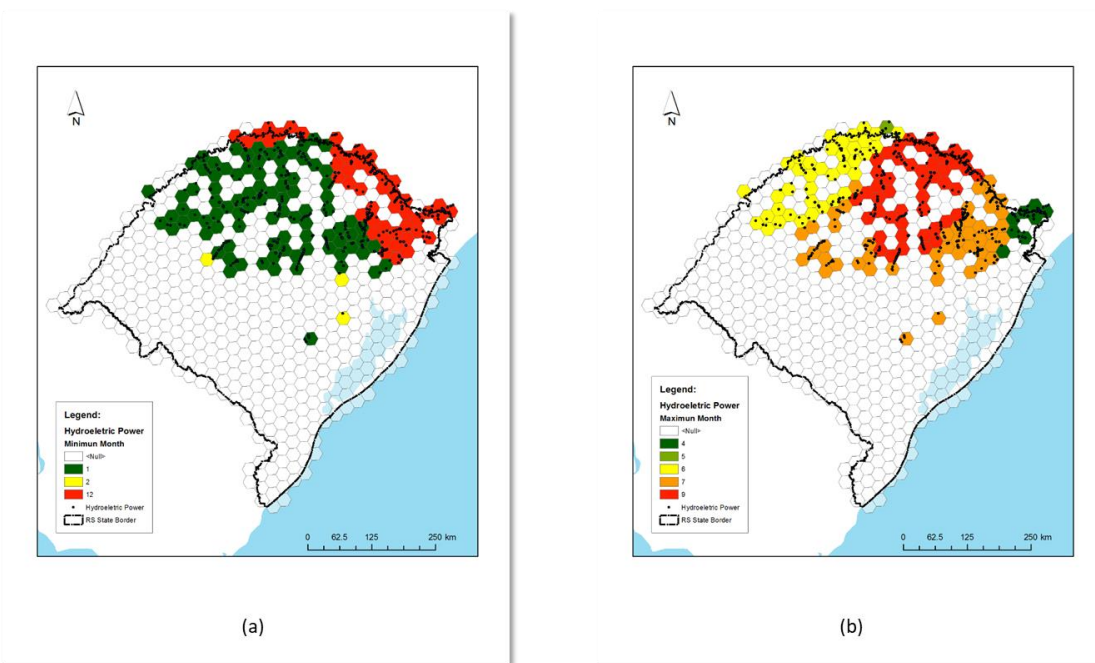 N
Legend:
Hydroeletric Power
Minimun Month
<Null>
1
2
12
Hydroeletric Power
RS State Border
0 62.5 125 250 km
(a)
N
Legend:
Hydroeletric Power
Maximun Month
<Null>
4
5
6
7
9
Hydroeletric Power
RS State Border
0 62.5 125 250 km
(b)